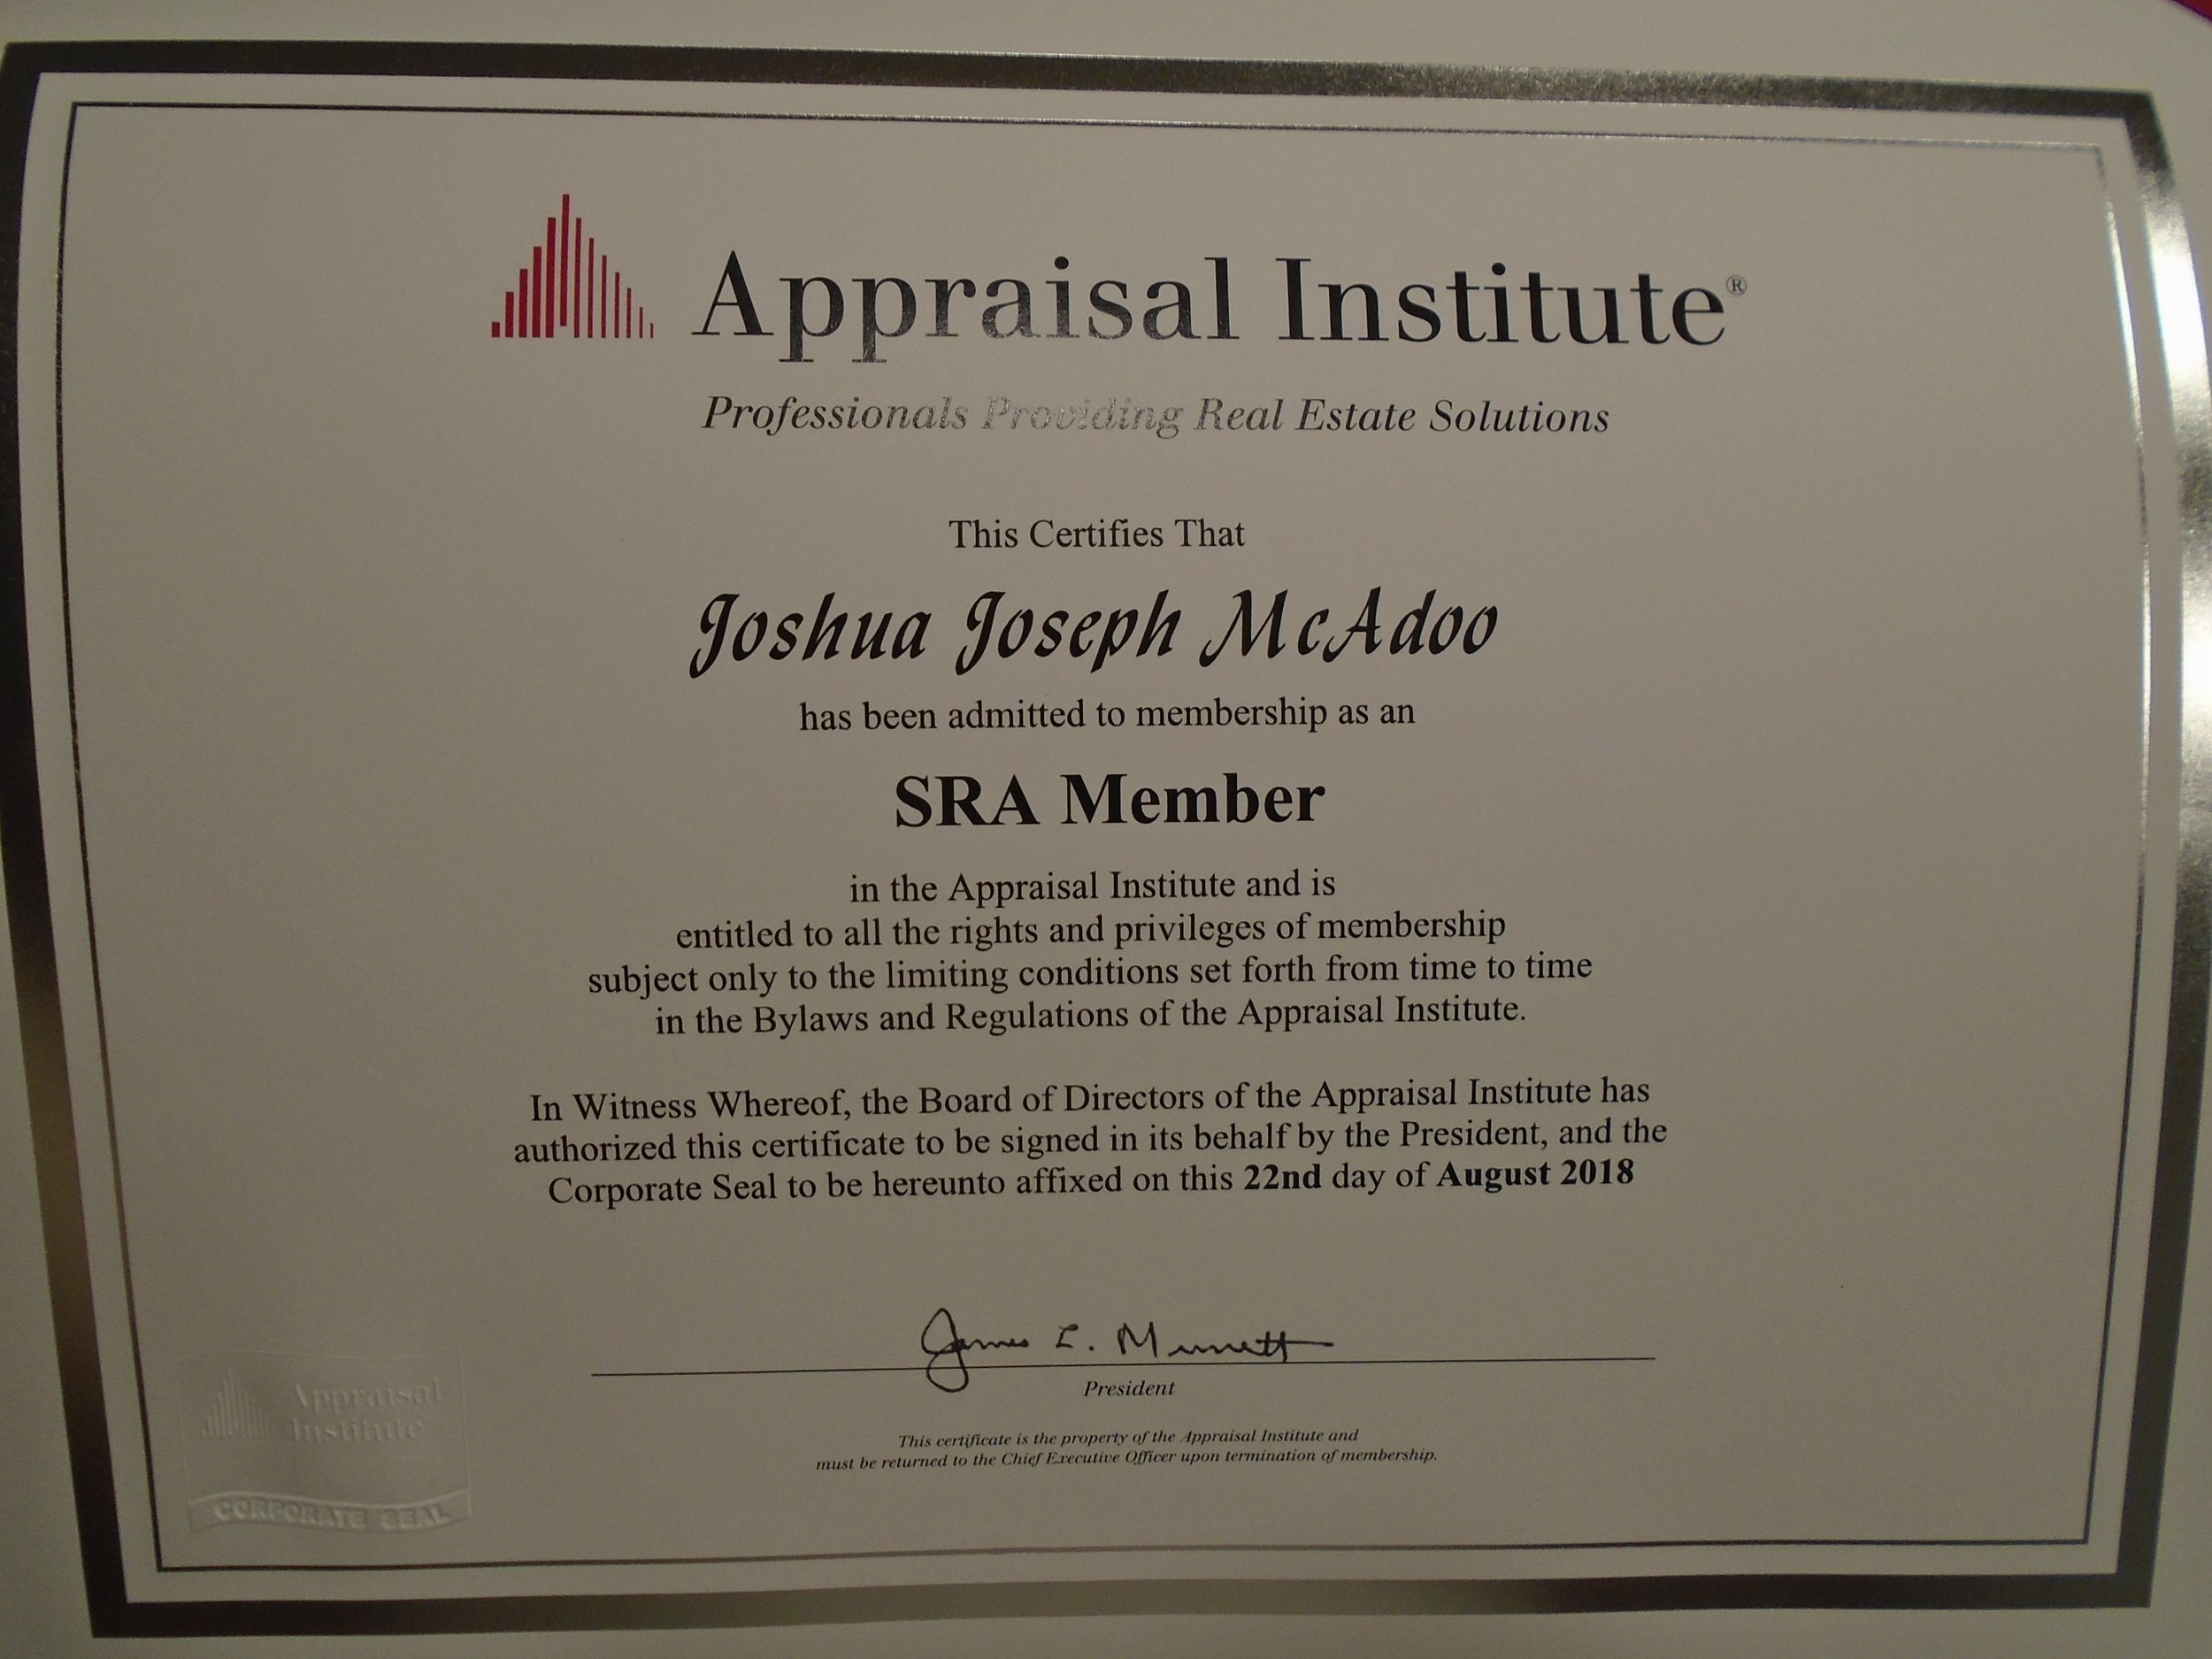 Appraisal Institute®
Professionals Providing Real Estate Solutions
This Certifies That
Joshua Joseph McAdoo
has been admitted to membership as an
SRA Member
in the Appraisal Institute and is
entitled to all the rights and privileges of membership
subject only to the limiting conditions set forth from time to time
in the Bylaws and Regulations of the Appraisal Institute.
In Witness Whereof, the Board of Directors of the Appraisal Institute has
authorized this certificate to be signed in its behalf by the President, and the
Corporate Seal to be hereunto affixed on this 22nd day of August 2018
James L. Murrett
President
This certificate is the property of the Appraisal Institute and
must be returned to the Chief Executive Officer upon termination of membership.
Appraisal
Institute
CORPORATE SEAL